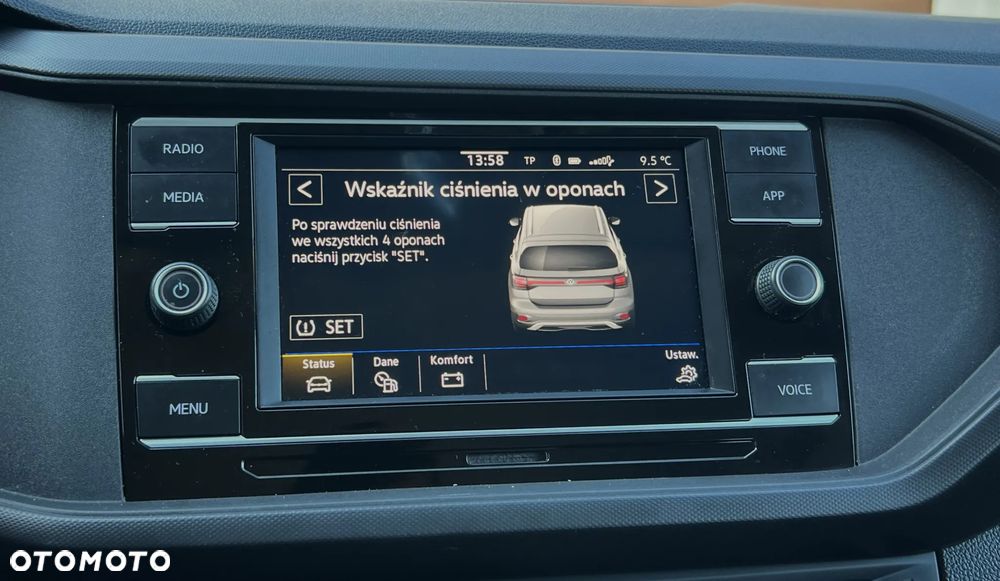 RADIO
MEDIA
MENU
13:58 TP 9.5 °C
< Wskaźnik ciśnienia w oponach >
Po sprawdzeniu ciśnienia
we wszystkich 4 oponach
naciśnij przycisk "SET".
SET
Status Dane Komfort Ustaw.
PHONE
APP
VOICE
OTOMOTO